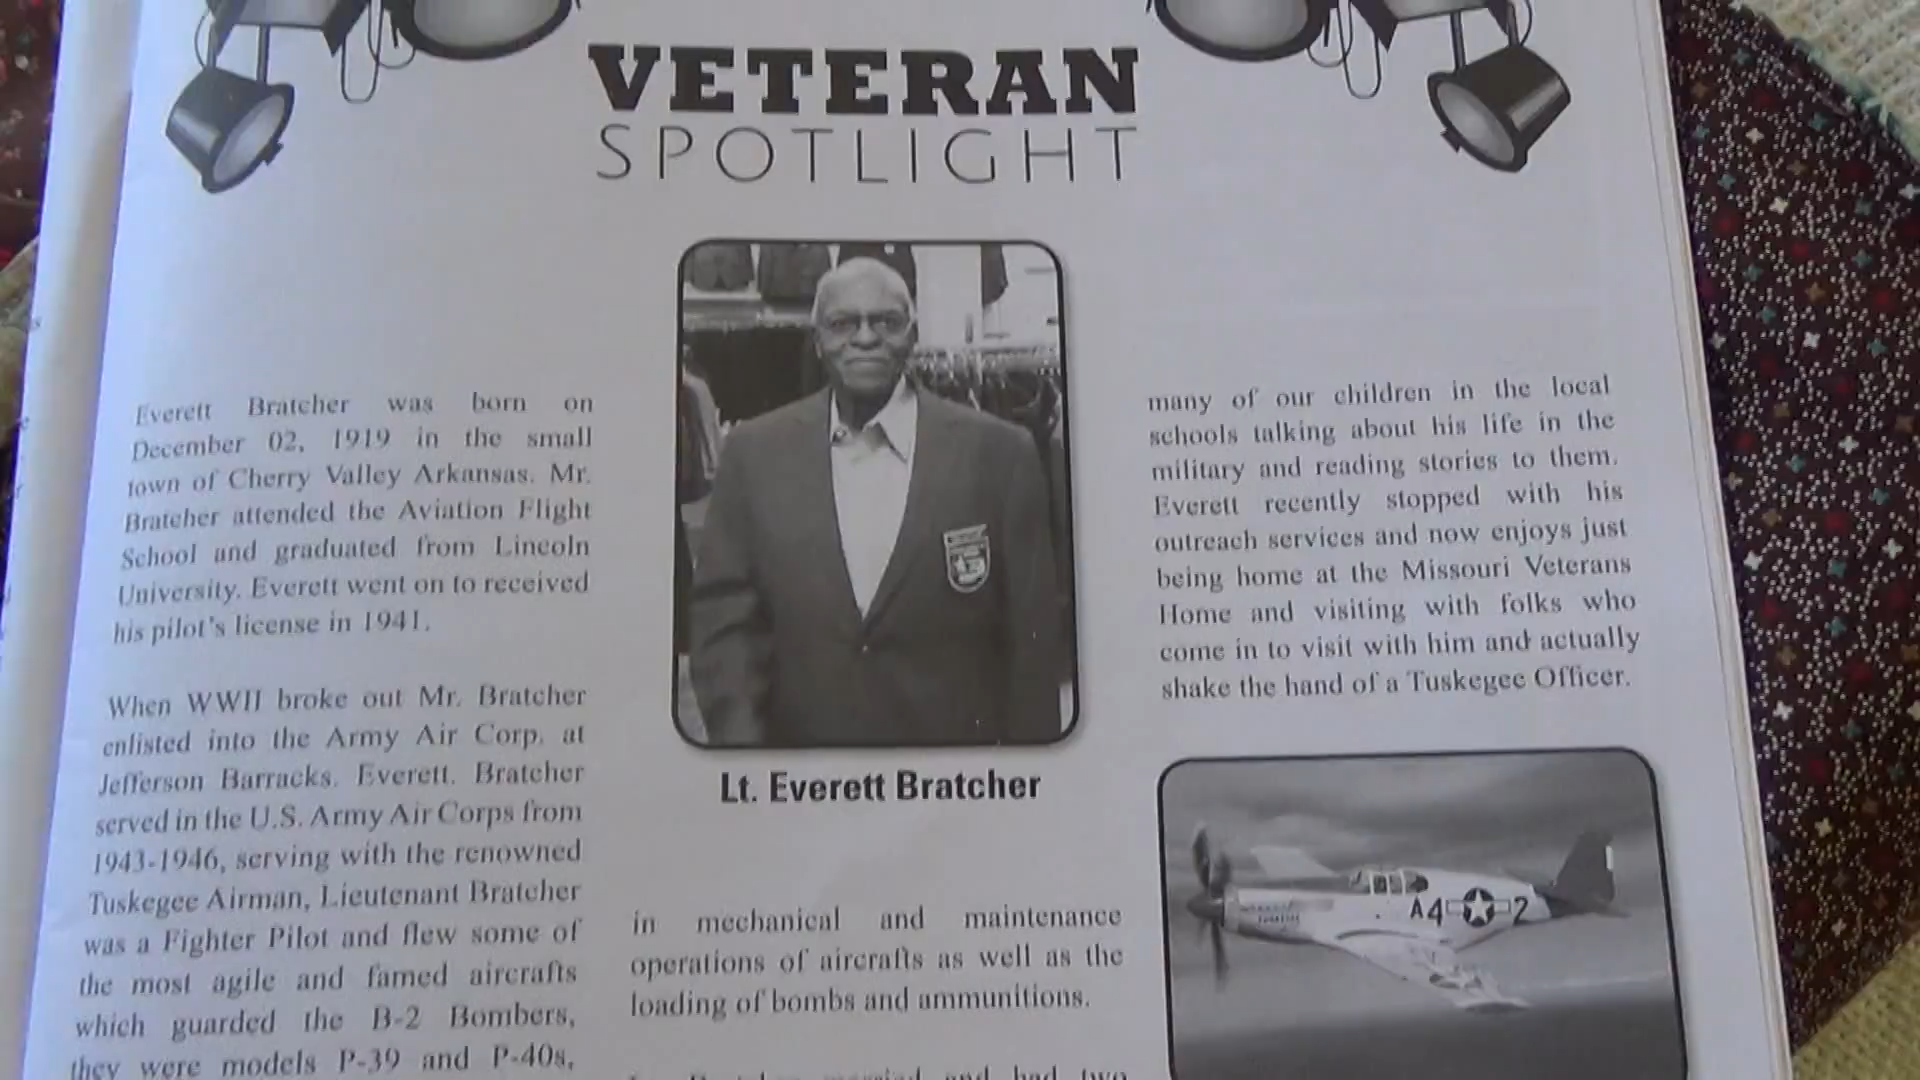 VETERAN
SPOTLIGHT
Everett Bratcher was born on
December 02, 1919 in the small
town of Cherry Valley Arkansas. Mr.
Bratcher attended the Aviation Flight
School and graduated from Lincoln
University. Everett went on to received
his pilot's license in 1941.
When WWII broke out Mr. Bratcher
enlisted into the Army Air Corp. at
Jefferson Barracks. Everett. Bratcher
served in the U.S. Army Air Corps from
1943-1946, serving with the renowned
Tuskegee Airman, Lieutenant Bratcher
was a Fighter Pilot and flew some of
the most agile and famed aircrafts
which guarded the B-2 Bombers,
they were models P-39 and P-40s,
Lt. Everett Bratcher
in mechanical and maintenance
operations of aircrafts as well as the
loading of bombs and ammunitions.
married and had two
many of our children in the local
schools talking about his life in the
military and reading stories to them.
Everett recently stopped with his
outreach services and now enjoys just
being home at the Missouri Veterans
Home and visiting with folks who
come in to visit with him and actually
shake the hand of a Tuskegee Officer.
A4 2